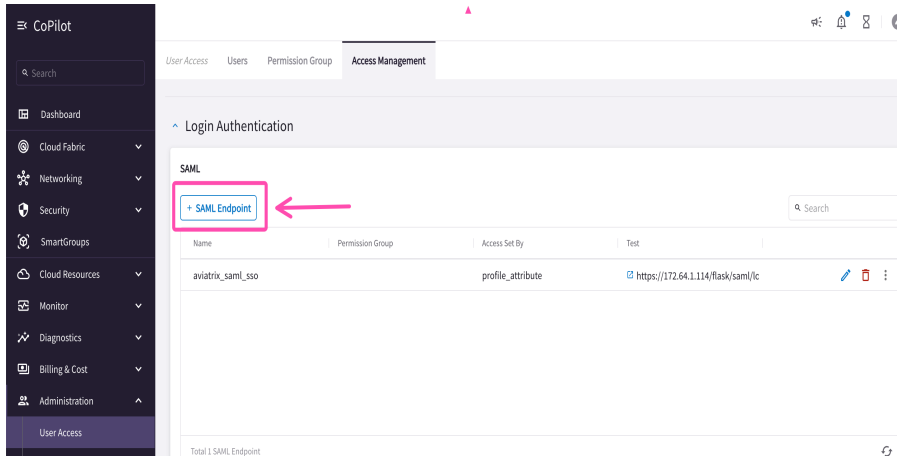 CoPilot
Search
Dashboard
Cloud Fabric
Networking
Security
SmartGroups
Cloud Resources
Monitor
Diagnostics
Billing & Cost
Administration
User Access
User Access Users Permission Group Access Management
Login Authentication
SAML
+ SAML Endpoint
Search
Name Permission Group Access Set By Test
aviatrix_saml_sso profile_attribute https://172.64.1.114/flask/saml/lc
Total 1 SAML Endpoint